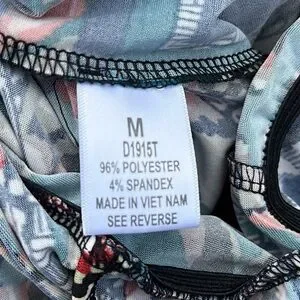 M
D1915T
96% POLYESTER
4% SPANDEX
MADE IN VIET NAM
SEE REVERSE